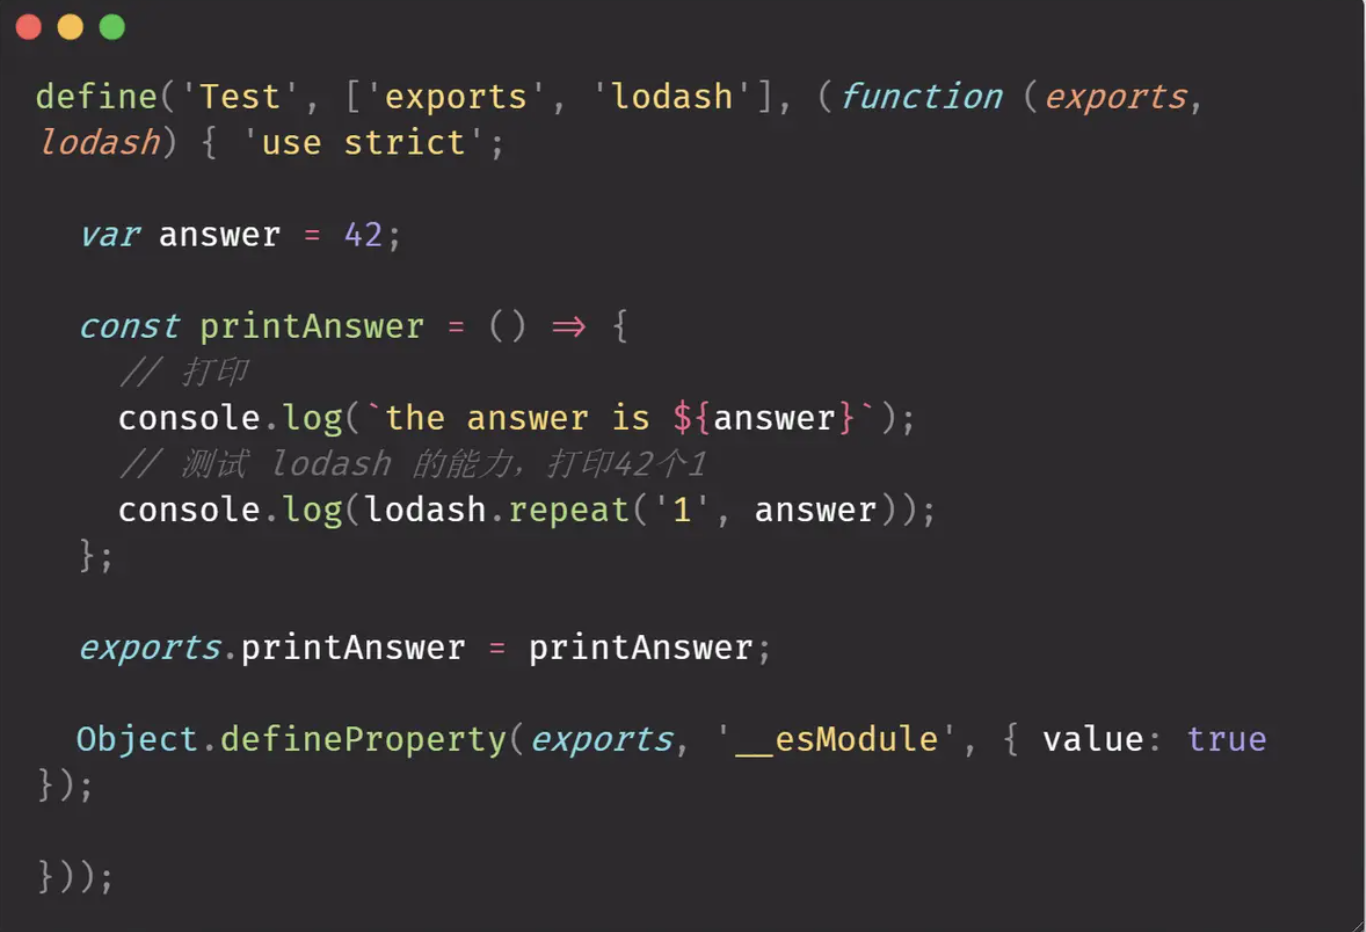 define('Test', ['exports', 'lodash'], (function (exports,
lodash) { 'use strict';
var answer = 42;
const printAnswer = () => {
// 打印
console.log(`the answer is ${answer}`);
// 测试 lodash 的能力，打印42个1
console.log(lodash.repeat('1', answer));
};
exports.printAnswer = printAnswer;
Object.defineProperty(exports, '__esModule', { value: true
});
}));